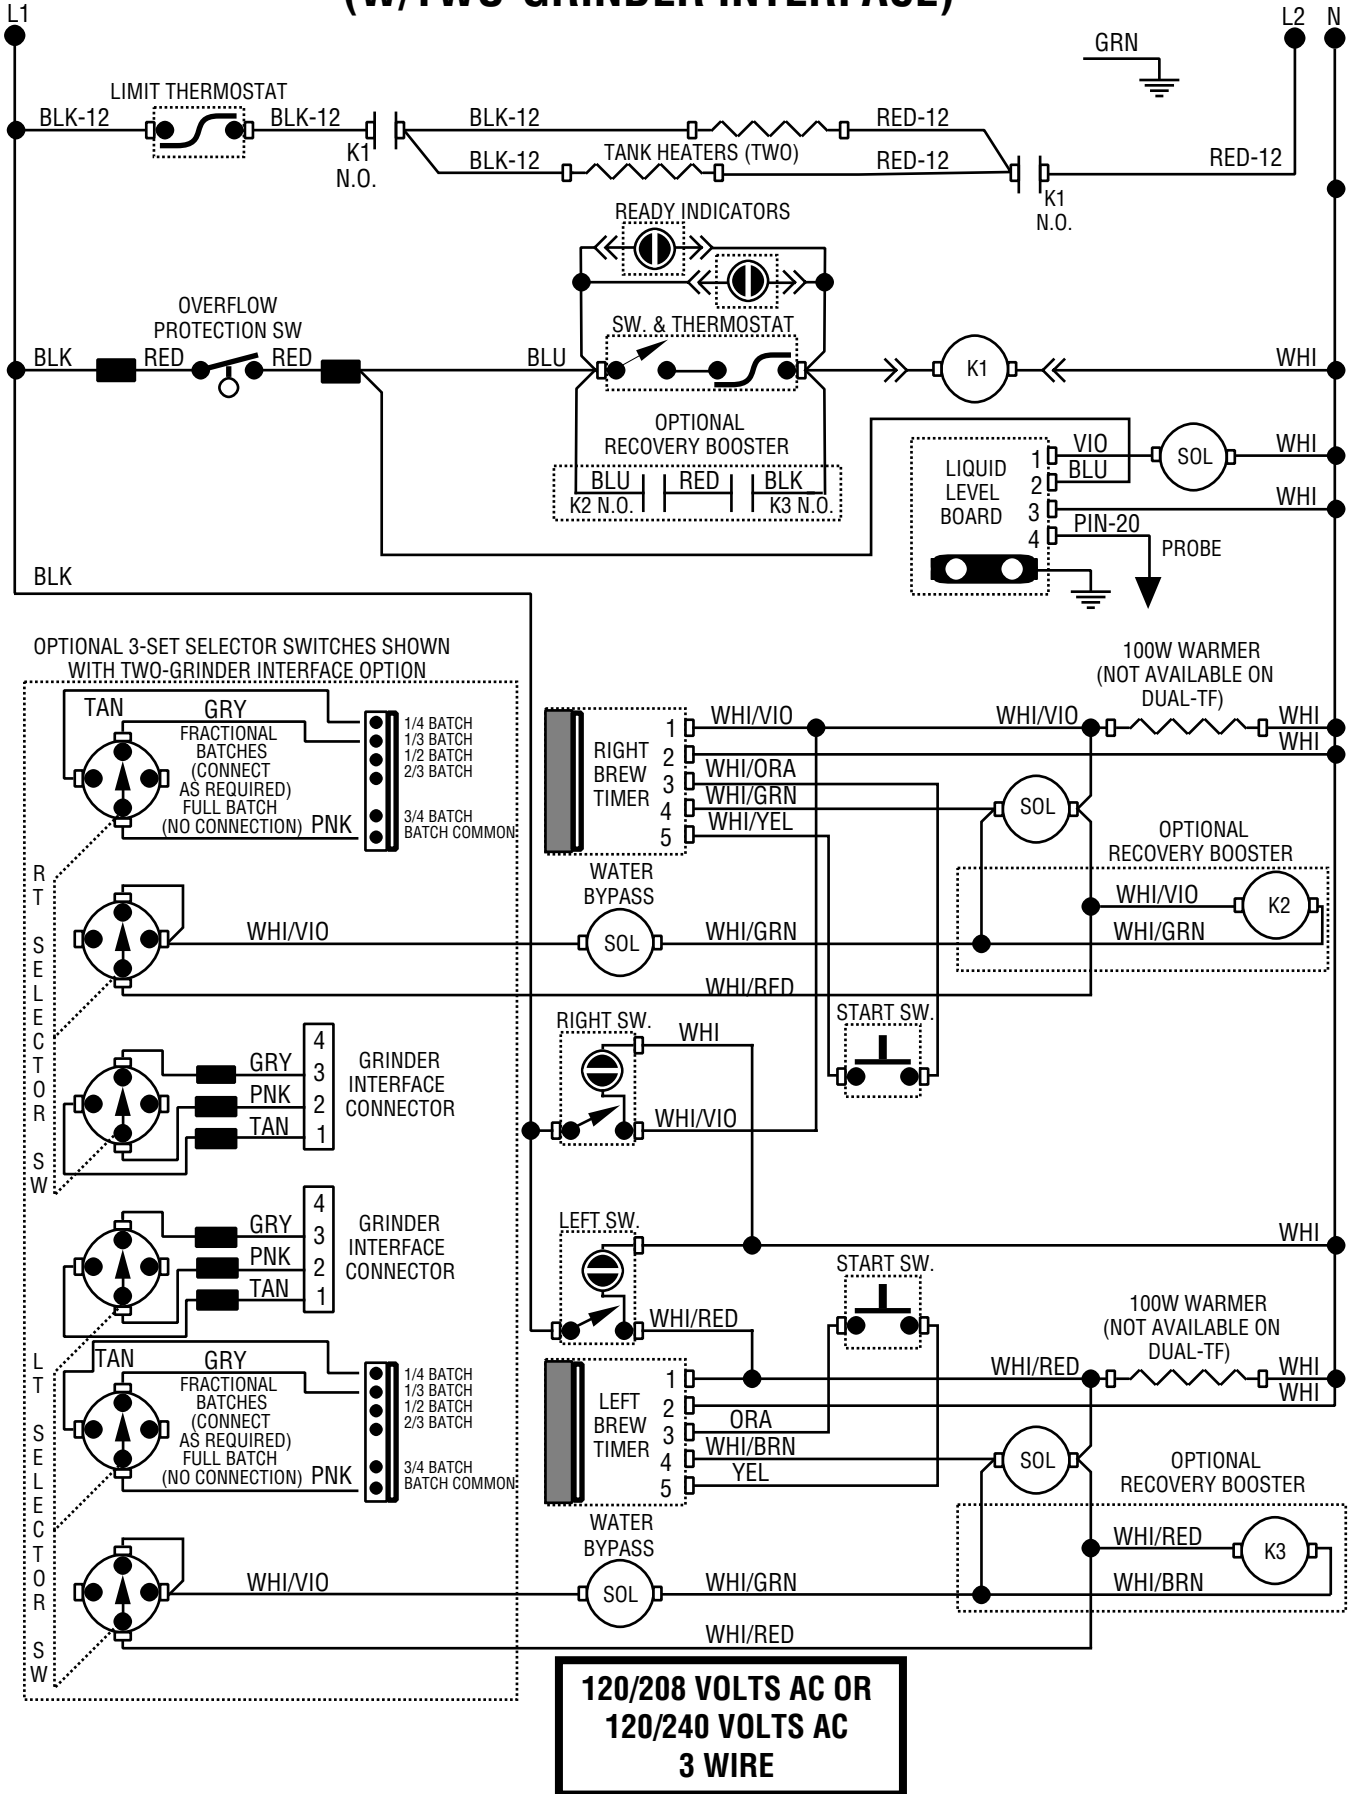 (W/TWO-GRINDER INTERFACE)
L1
L2 N
GRN
LIMIT THERMOSTAT
BLK-12
BLK-12
BLK-12
RED-12
K1
N.O.
BLK-12
TANK HEATERS (TWO)
RED-12
RED-12
K1
N.O.
READY INDICATORS
OVERFLOW
PROTECTION SW
SW. & THERMOSTAT
BLK
RED
RED
BLU
K1
WHI
OPTIONAL
RECOVERY BOOSTER
BLU
RED
BLK
K2 N.O.
K3 N.O.
LIQUID
LEVEL
BOARD
1
2
3
4
VIO
BLU
PIN-20
SOL
WHI
WHI
PROBE
BLK
OPTIONAL 3-SET SELECTOR SWITCHES SHOWN
WITH TWO-GRINDER INTERFACE OPTION
TAN
GRY
FRACTIONAL
BATCHES
(CONNECT
AS REQUIRED)
FULL BATCH
(NO CONNECTION)
PNK
1/4 BATCH
1/3 BATCH
1/2 BATCH
2/3 BATCH
3/4 BATCH
BATCH COMMON
RIGHT
BREW
TIMER
1
2
3
4
5
WHI/VIO
WHI/ORA
WHI/GRN
WHI/YEL
WHI/VIO
100W WARMER
(NOT AVAILABLE ON
DUAL-TF)
WHI
WHI
SOL
OPTIONAL
RECOVERY BOOSTER
WHI/VIO
K2
WHI/GRN
RT SELECTOR SW
WHI/VIO
WATER
BYPASS
SOL
WHI/GRN
WHI/RED
RIGHT SW.
WHI
WHI/VIO
START SW.
GRY
PNK
TAN
4
3
2
1
GRINDER
INTERFACE
CONNECTOR
GRY
PNK
TAN
4
3
2
1
GRINDER
INTERFACE
CONNECTOR
LEFT SW.
WHI
WHI/RED
START SW.
LT SELECTOR SW
TAN
GRY
FRACTIONAL
BATCHES
(CONNECT
AS REQUIRED)
FULL BATCH
(NO CONNECTION)
PNK
1/4 BATCH
1/3 BATCH
1/2 BATCH
2/3 BATCH
3/4 BATCH
BATCH COMMON
LEFT
BREW
TIMER
1
2
3
4
5
ORA
WHI/BRN
YEL
WHI/RED
100W WARMER
(NOT AVAILABLE ON
DUAL-TF)
WHI
WHI
SOL
OPTIONAL
RECOVERY BOOSTER
WHI/RED
K3
WHI/BRN
WHI/VIO
WATER
BYPASS
SOL
WHI/GRN
WHI/RED
120/208 VOLTS AC OR
120/240 VOLTS AC
3 WIRE